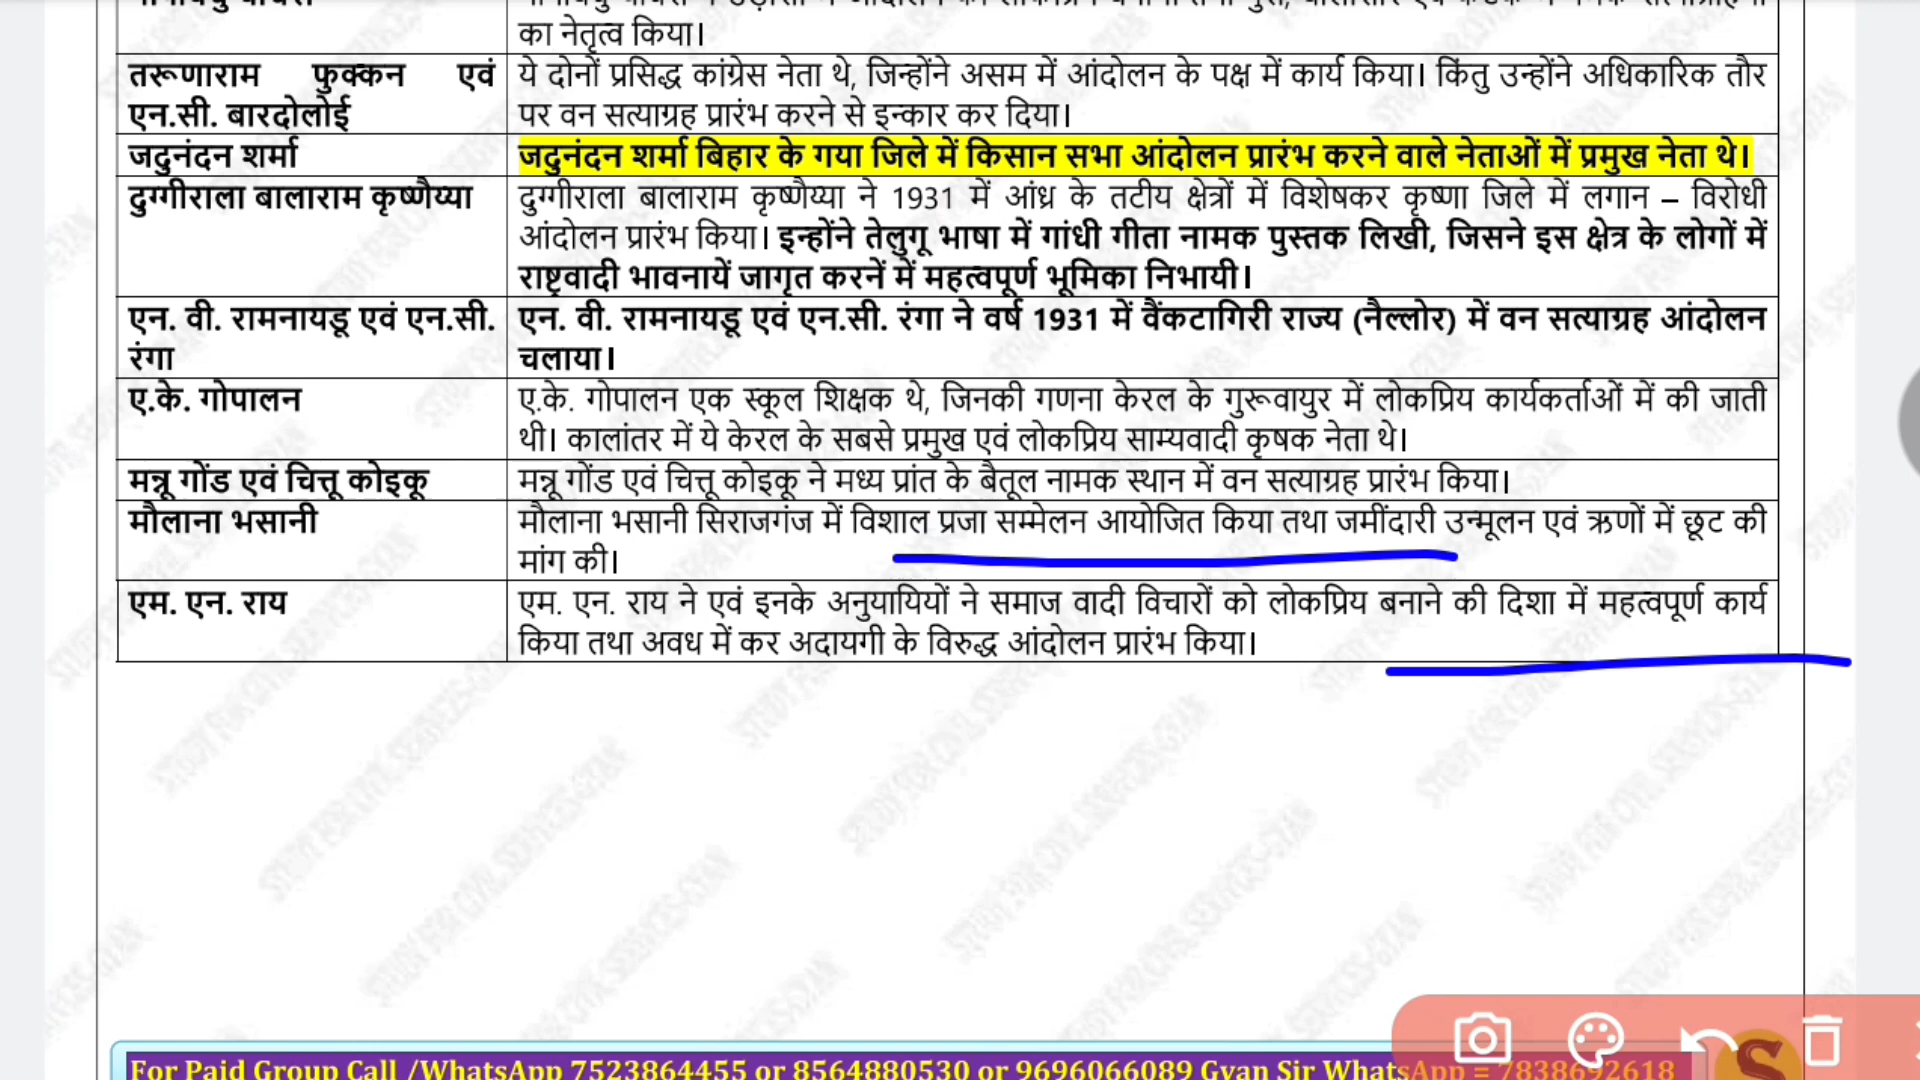 का नेतृत्व किया।
तरूणाराम फुक्कन एवं
एन.सी. बारदोलोई
ये दोनों प्रसिद्ध कांग्रेस नेता थे, जिन्होंने असम में आंदोलन के पक्ष में कार्य किया। किंतु उन्होंने अधिकारिक तौर
पर वन सत्याग्रह प्रारंभ करने से इन्कार कर दिया।
जदुनंदन शर्मा
जदुनंदन शर्मा बिहार के गया जिले में किसान सभा आंदोलन प्रारंभ करने वाले नेताओं में प्रमुख नेता थे।
दुग्गीराला बालाराम कृष्णैय्या
दुग्गीराला बालाराम कृष्णैय्या ने 1931 में आंध्र के तटीय क्षेत्रों में विशेषकर कृष्णा जिले में लगान – विरोधी
आंदोलन प्रारंभ किया। इन्होंने तेलुगू भाषा में गांधी गीता नामक पुस्तक लिखी, जिसने इस क्षेत्र के लोगों में
राष्ट्रवादी भावनायें जागृत करनें में महत्वपूर्ण भूमिका निभायी।
एन. वी. रामनायडू एवं एन.सी.
रंगा
एन. वी. रामनायडू एवं एन.सी. रंगा ने वर्ष 1931 में वैंकटागिरी राज्य (नैल्लोर) में वन सत्याग्रह आंदोलन
चलाया।
ए.के. गोपालन
ए.के. गोपालन एक स्कूल शिक्षक थे, जिनकी गणना केरल के गुरूवायुर में लोकप्रिय कार्यकर्ताओं में की जाती
थी। कालांतर में ये केरल के सबसे प्रमुख एवं लोकप्रिय साम्यवादी कृषक नेता थे।
मन्नू गोंड एवं चित्तू कोइकू
मन्नू गोंड एवं चित्तू कोइकू ने मध्य प्रांत के बैतूल नामक स्थान में वन सत्याग्रह प्रारंभ किया।
मौलाना भसानी
मौलाना भसानी सिराजगंज में विशाल प्रजा सम्मेलन आयोजित किया तथा जमींदारी उन्मूलन एवं ऋणों में छूट की
मांग की।
एम. एन. राय
एम. एन. राय ने एवं इनके अनुयायियों ने समाज वादी विचारों को लोकप्रिय बनाने की दिशा में महत्वपूर्ण कार्य
किया तथा अवध में कर अदायगी के विरुद्ध आंदोलन प्रारंभ किया।
For Paid Group Call /WhatsApp 7523864455 or 8564880530 or 9696066089 Gyan Sir WhatsApp = 7838692618